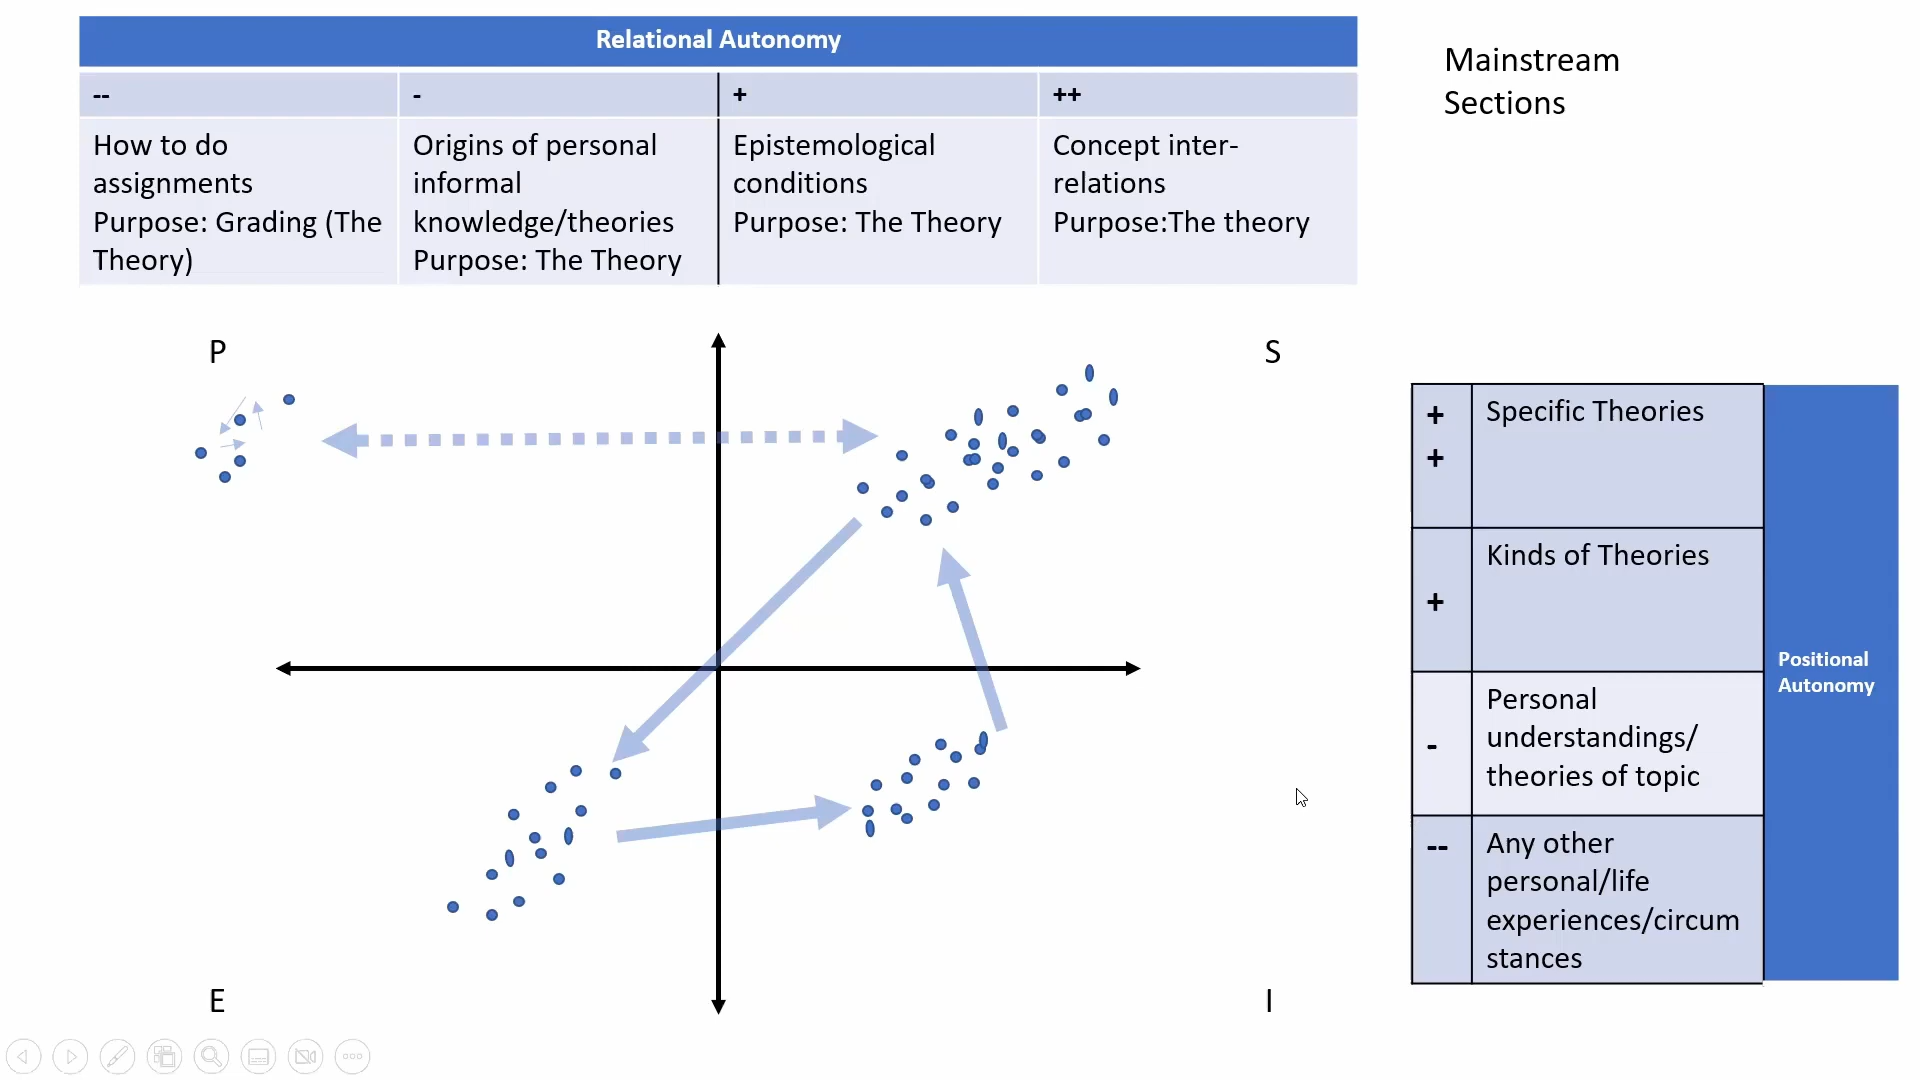 Relational Autonomy
Mainstream
Sections
--
-
+
++
How to do
assignments
Purpose: Grading (The
Theory)
Origins of personal
informal
knowledge/theories
Purpose: The Theory
Epistemological
conditions
Purpose: The Theory
Concept inter-
relations
Purpose:The theory
P
S
+
+
Specific Theories
+
Kinds of Theories
-
Personal
understandings/
theories of topic
--
Any other
personal/life
experiences/circum
stances
Positional
Autonomy
E
I